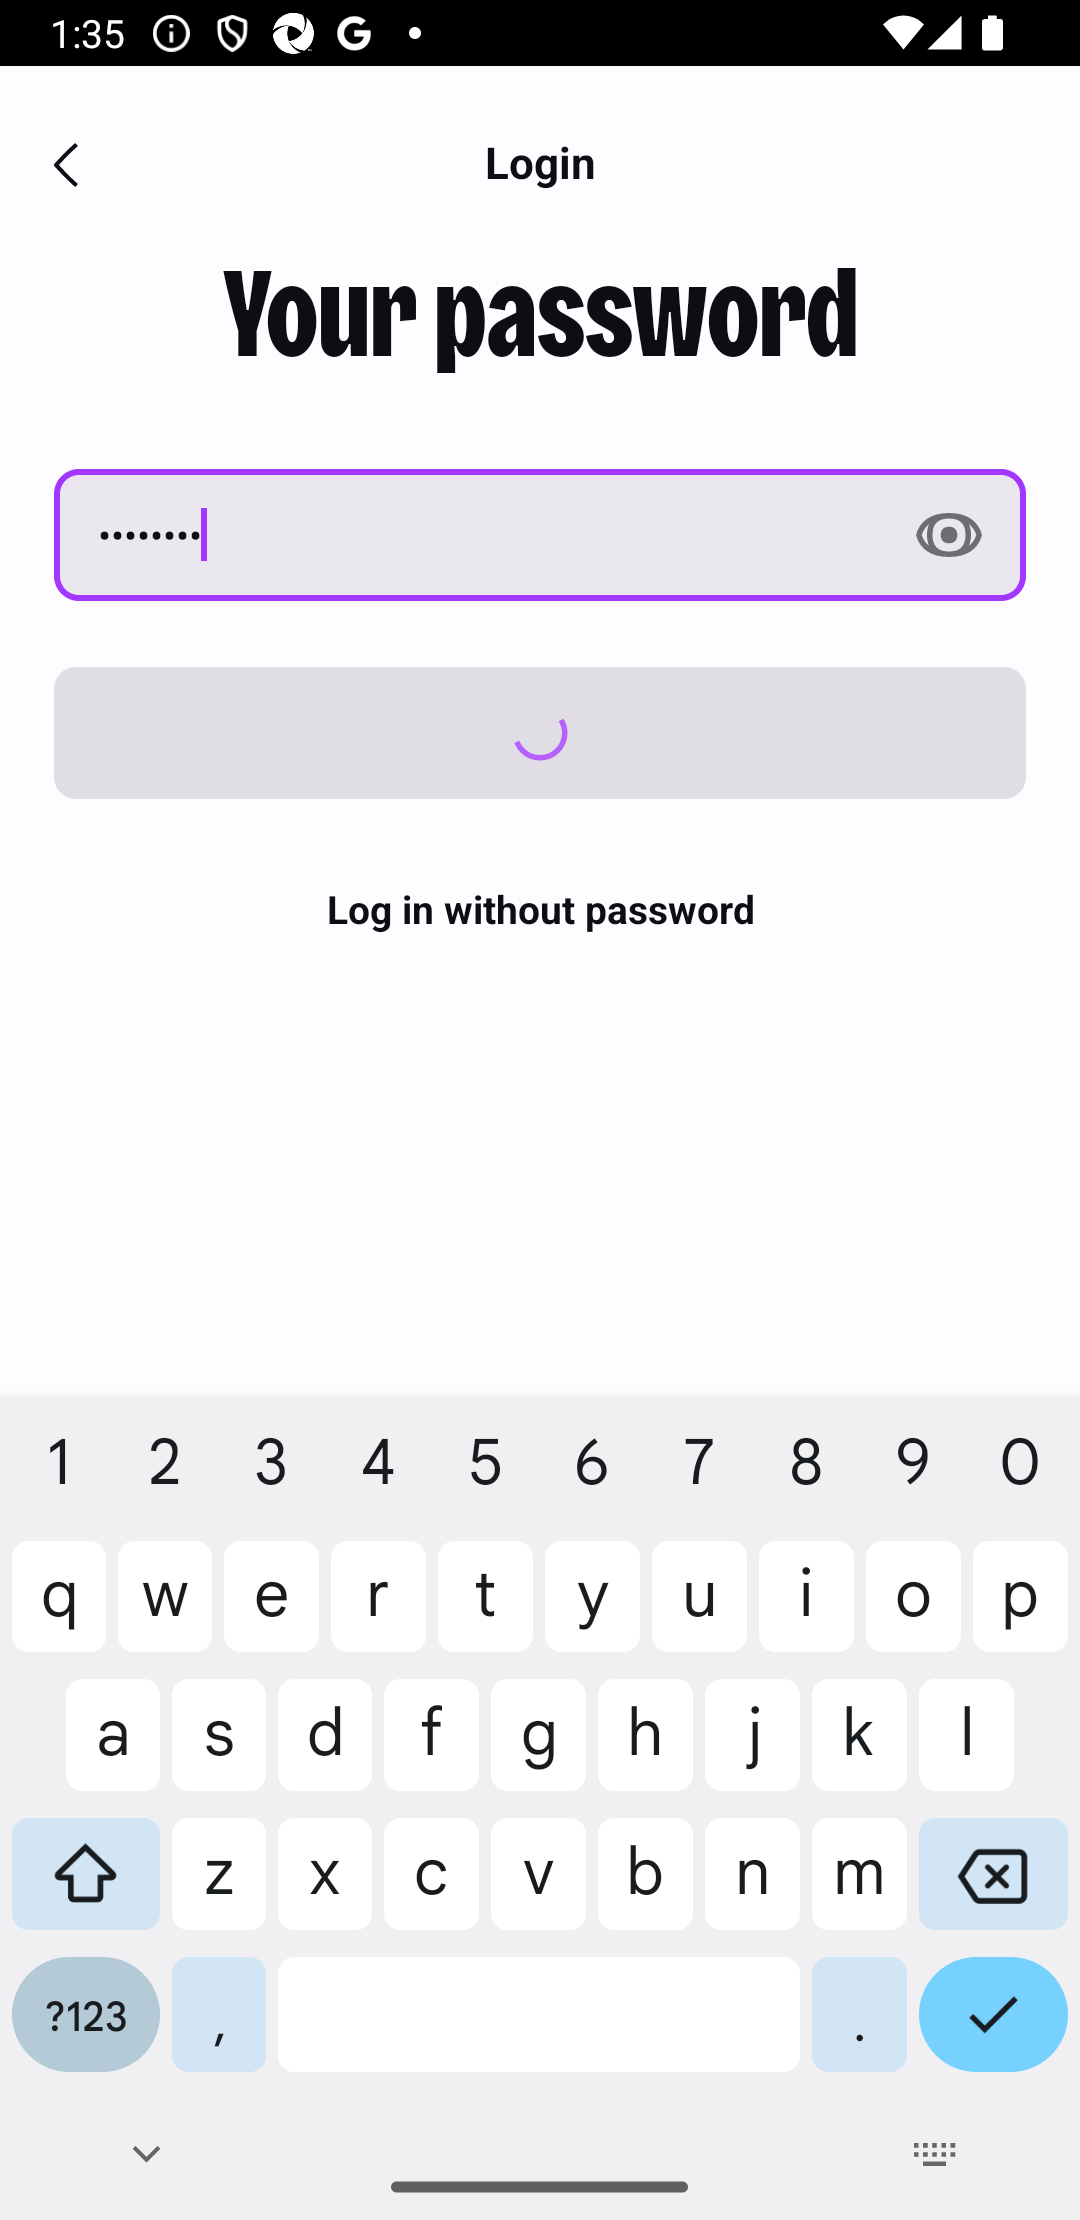 1:35
Login
Your password
••••••••
Log in without password
1 2 3 4 5 6 7 8 9 0
q w e r t y u i o p
a s d f g h j k l
z x c v b n m
?123 , .